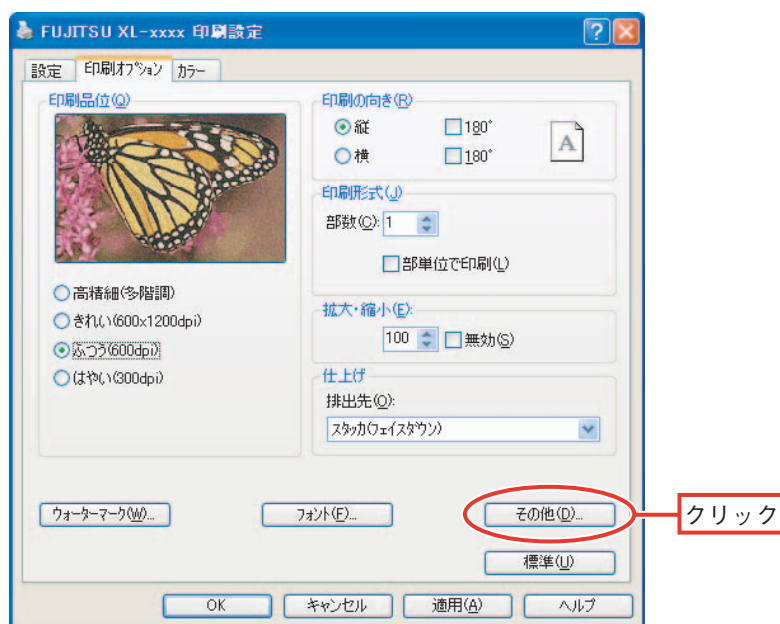 FUJITSU XL-xxxx 印刷設定
設定 印刷オプション カラー
印刷品位(Q)
高精細(多階調)
きれい(600x1200dpi)
ふつう(600dpi)
はやい(300dpi)
印刷の向き(R)
縦 180°
横 180°
A
印刷形式(J)
部数(C): 1
部単位で印刷(L)
拡大・縮小(E):
100 無効(S)
仕上げ
排出先(O):
スタッカ(フェイスダウン)
ウォーターマーク(W)... フォント(F)... その他(D)...
クリック
標準(U)
OK キャンセル 適用(A) ヘルプ